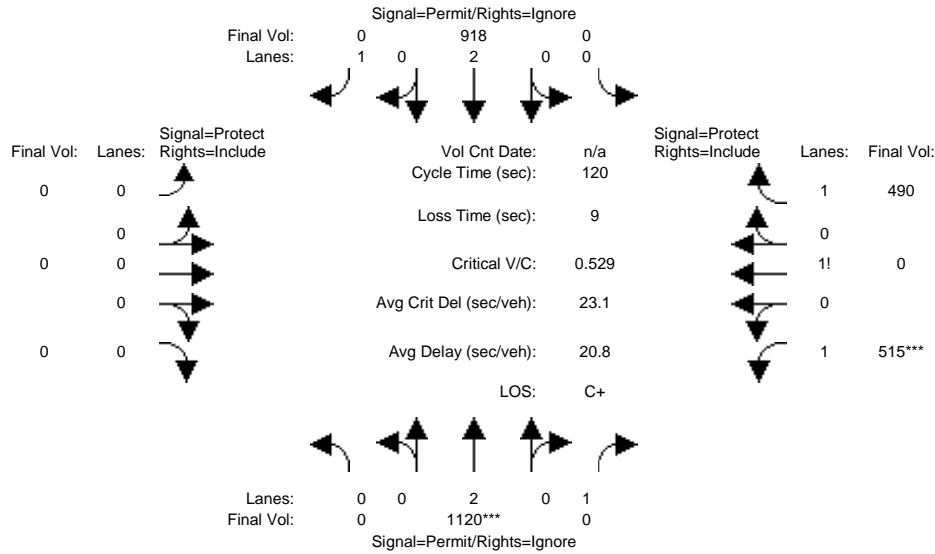 Signal=Permit/Rights=Ignore
Final Vol: 0 918 0
Lanes: 1 0 2 0 0
Signal=Protect
Final Vol: Lanes: Rights=Include
Vol Cnt Date: n/a
Signal=Protect
Rights=Include Lanes: Final Vol:
Cycle Time (sec): 120
0 0
1 490
Loss Time (sec): 9
0
0
0 0
Critical V/C: 0.529
1! 0
0
Avg Crit Del (sec/veh): 23.1
0
0 0
Avg Delay (sec/veh): 20.8
1 515***
LOS: C+
Lanes: 0 0 2 0 1
Final Vol: 0 1120*** 0
Signal=Permit/Rights=Ignore